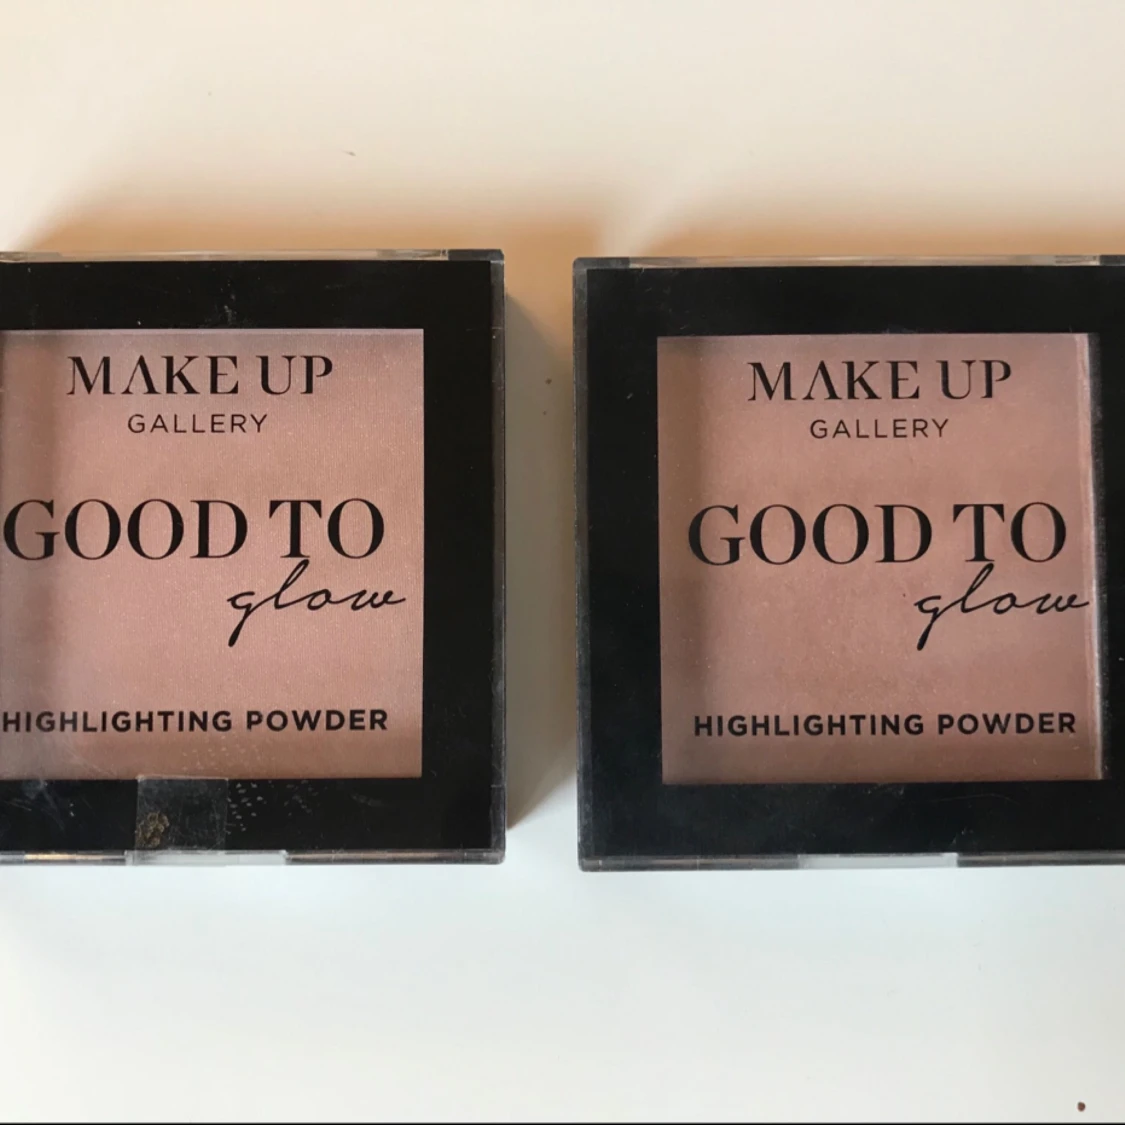 MAKE UP
GALLERY
GOOD TO
glow
HIGHLIGHTING POWDER
MAKE UP
GALLERY
GOOD TO
glow
HIGHLIGHTING POWDER